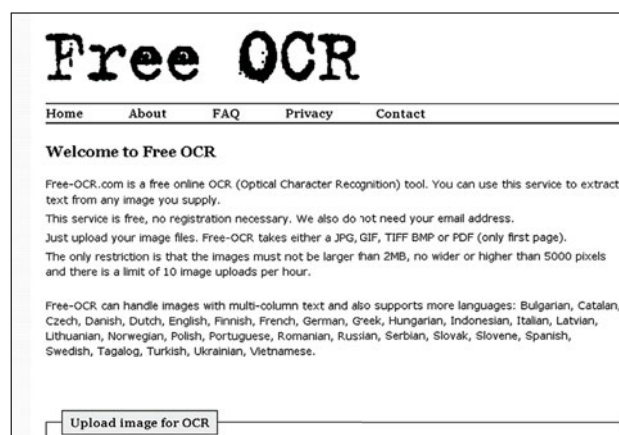 Free OCR
Home About FAQ Privacy Contact
Welcome to Free OCR
Free-OCR.com is a free online OCR (Optical Character Recognition) tool. You can use this service to extract
text from any image you supply.
This service is free, no registration necessary. We also do not need your email address.
Just upload your image files. Free-OCR takes either a JPG, GIF, TIFF BMP or PDF (only first page).
The only restriction is that the images must not be larger than 2MB, no wider or higher than 5000 pixels
and there is a limit of 10 image uploads per hour.
Free-OCR can handle images with multi-column text and also supports more languages: Bulgarian, Catalan,
Czech, Danish, Dutch, English, Finnish, French, German, Greek, Hungarian, Indonesian, Italian, Latvian,
Lithuanian, Norwegian, Polish, Portuguese, Romanian, Russian, Serbian, Slovak, Slovene, Spanish,
Swedish, Tagalog, Turkish, Ukrainian, Vietnamese.
Upload image for OCR